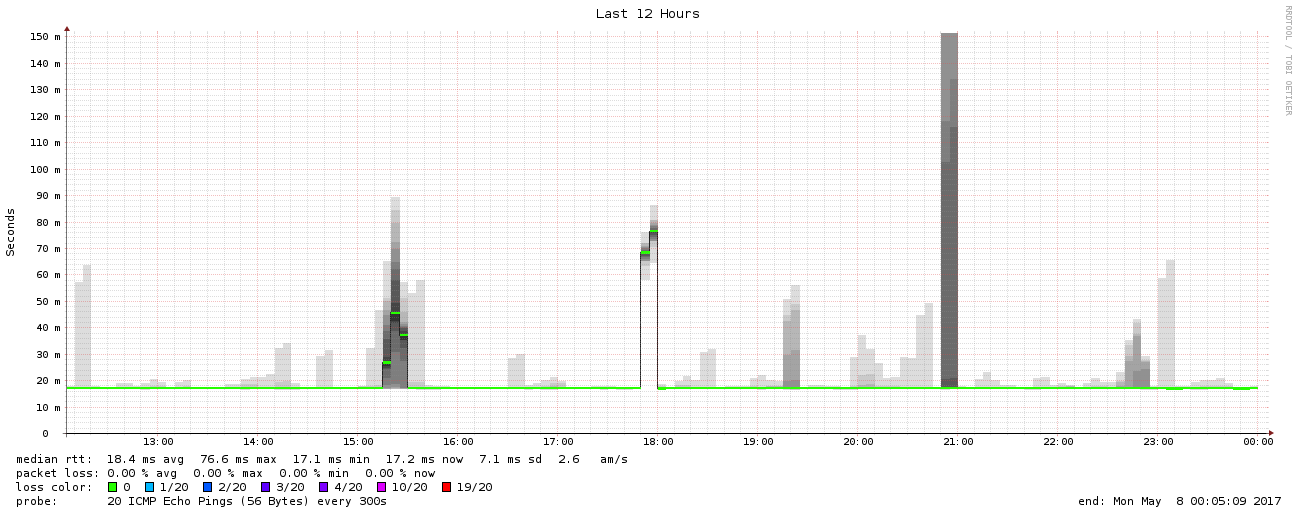 Last 12 Hours
RRDTOOL / TOBI OETIKER
Seconds
150 m
140 m
130 m
120 m
110 m
100 m
90 m
80 m
70 m
60 m
50 m
40 m
30 m
20 m
10 m
0
13:00 14:00 15:00 16:00 17:00 18:00 19:00 20:00 21:00 22:00 23:00 00:00
median rtt: 18.4 ms avg 76.6 ms max 17.1 ms min 17.2 ms now 7.1 ms sd 2.6 am/s
packet loss: 0.00 % avg 0.00 % max 0.00 % min 0.00 % now
loss color: 0 1/20 2/20 3/20 4/20 10/20 19/20
probe: 20 ICMP Echo Pings (56 Bytes) every 300s end: Mon May 8 00:05:09 2017